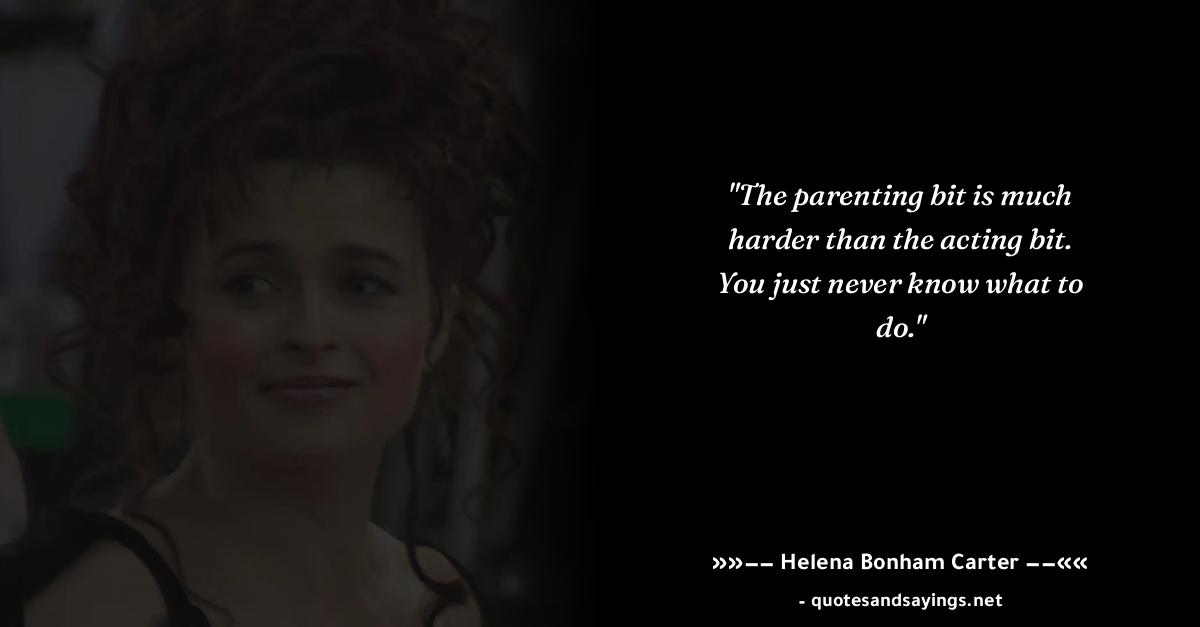 "The parenting bit is much
harder than the acting bit.
You just never know what to
do."
»»−− Helena Bonham Carter −−««
- quotesandsayings.net